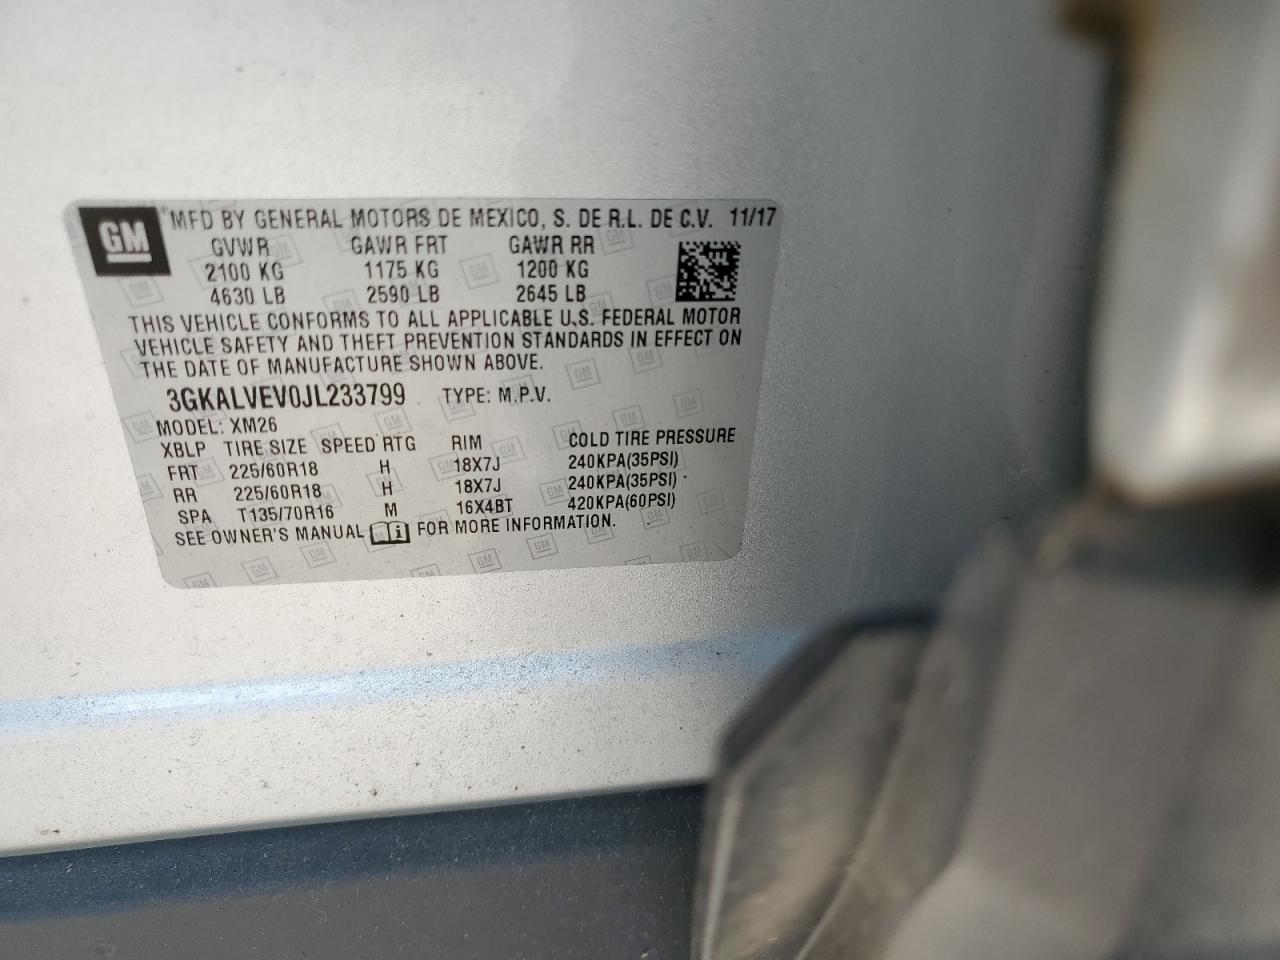 GM
®MFD BY GENERAL MOTORS DE MEXICO, S. DE R.L. DE C.V. 11/17
GVWR GAWR FRT GAWR RR
2100 KG 1175 KG 1200 KG
4630 LB 2590 LB 2645 LB
THIS VEHICLE CONFORMS TO ALL APPLICABLE U.S. FEDERAL MOTOR
VEHICLE SAFETY AND THEFT PREVENTION STANDARDS IN EFFECT ON
THE DATE OF MANUFACTURE SHOWN ABOVE.
3GKALVEV0JL233799 TYPE: M.P.V.
MODEL: XM26
XBLP TIRE SIZE SPEED RTG RIM COLD TIRE PRESSURE
FRT 225/60R18 H 18X7J 240KPA(35PSI)
RR 225/60R18 H 18X7J 240KPA(35PSI)
SPA T135/70R16 M 16X4BT 420KPA(60PSI)
SEE OWNER'S MANUAL i FOR MORE INFORMATION.